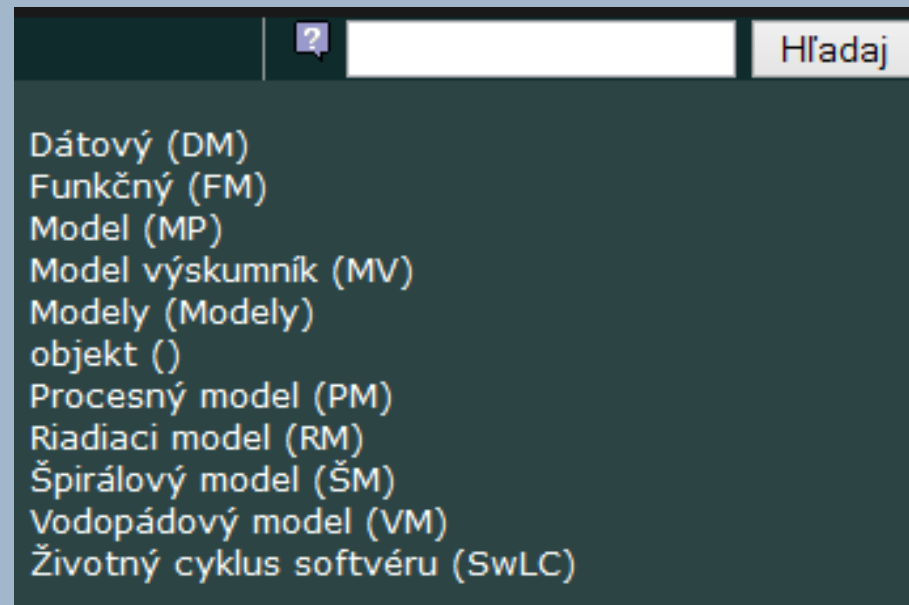 ? Hľadaj
Dátový (DM)
Funkčný (FM)
Model (MP)
Model výskumník (MV)
Modely (Modely)
objekt ()
Procesný model (PM)
Riadiaci model (RM)
Špirálový model (ŠM)
Vodopádový model (VM)
Životný cyklus softvéru (SwLC)